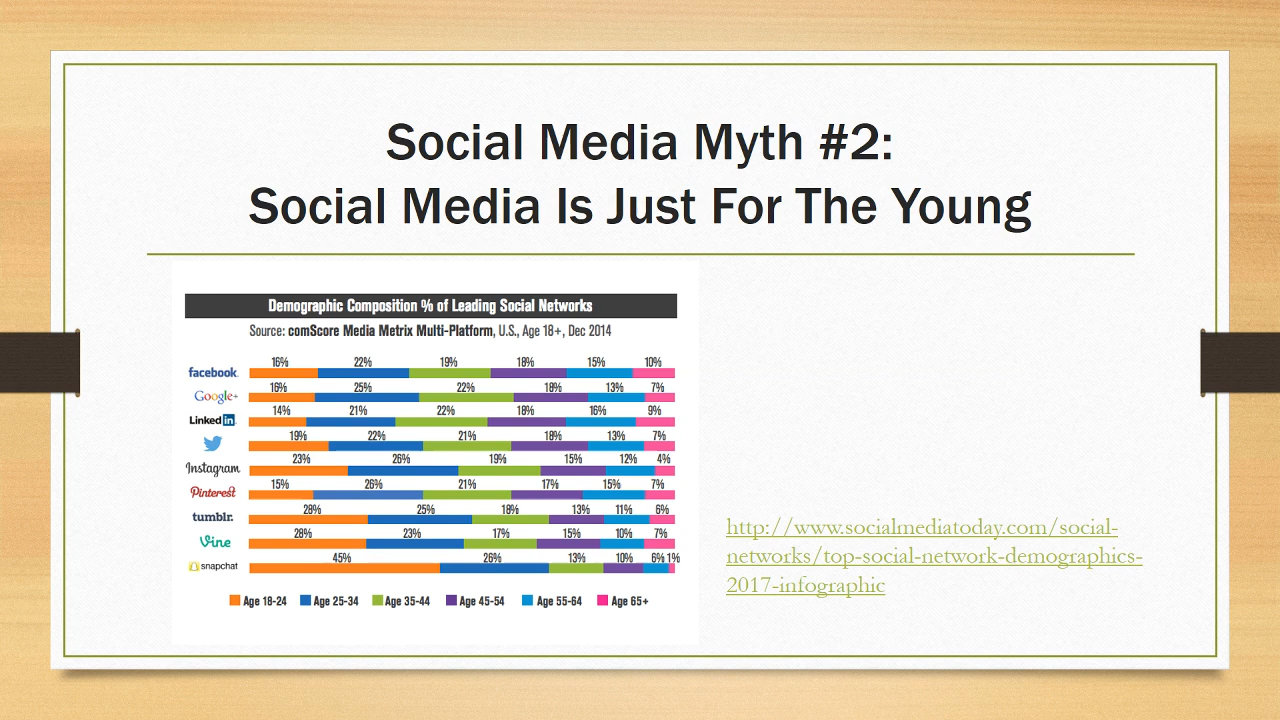 Social Media Myth #2:
Social Media Is Just For The Young
Demographic Composition % of Leading Social Networks
Source: comScore Media Metrix Multi-Platform, U.S., Age 18+, Dec 2014
facebook. 16% 22% 19% 18% 15% 10%
Google+ 16% 25% 22% 18% 13% 7%
Linked in 14% 21% 22% 18% 16% 9%
19% 22% 21% 18% 13% 7%
Instagram 23% 26% 19% 15% 12% 4%
Pinterest 15% 26% 21% 17% 15% 7%
tumblr. 28% 25% 18% 13% 11% 6%
Vine 28% 23% 17% 15% 10% 7%
snapchat 45% 26% 13% 10% 6% 1%
Age 18-24 Age 25-34 Age 35-44 Age 45-54 Age 55-64 Age 65+
http://www.socialmediatoday.com/social-
networks/top-social-network-demographics-
2017-infographic